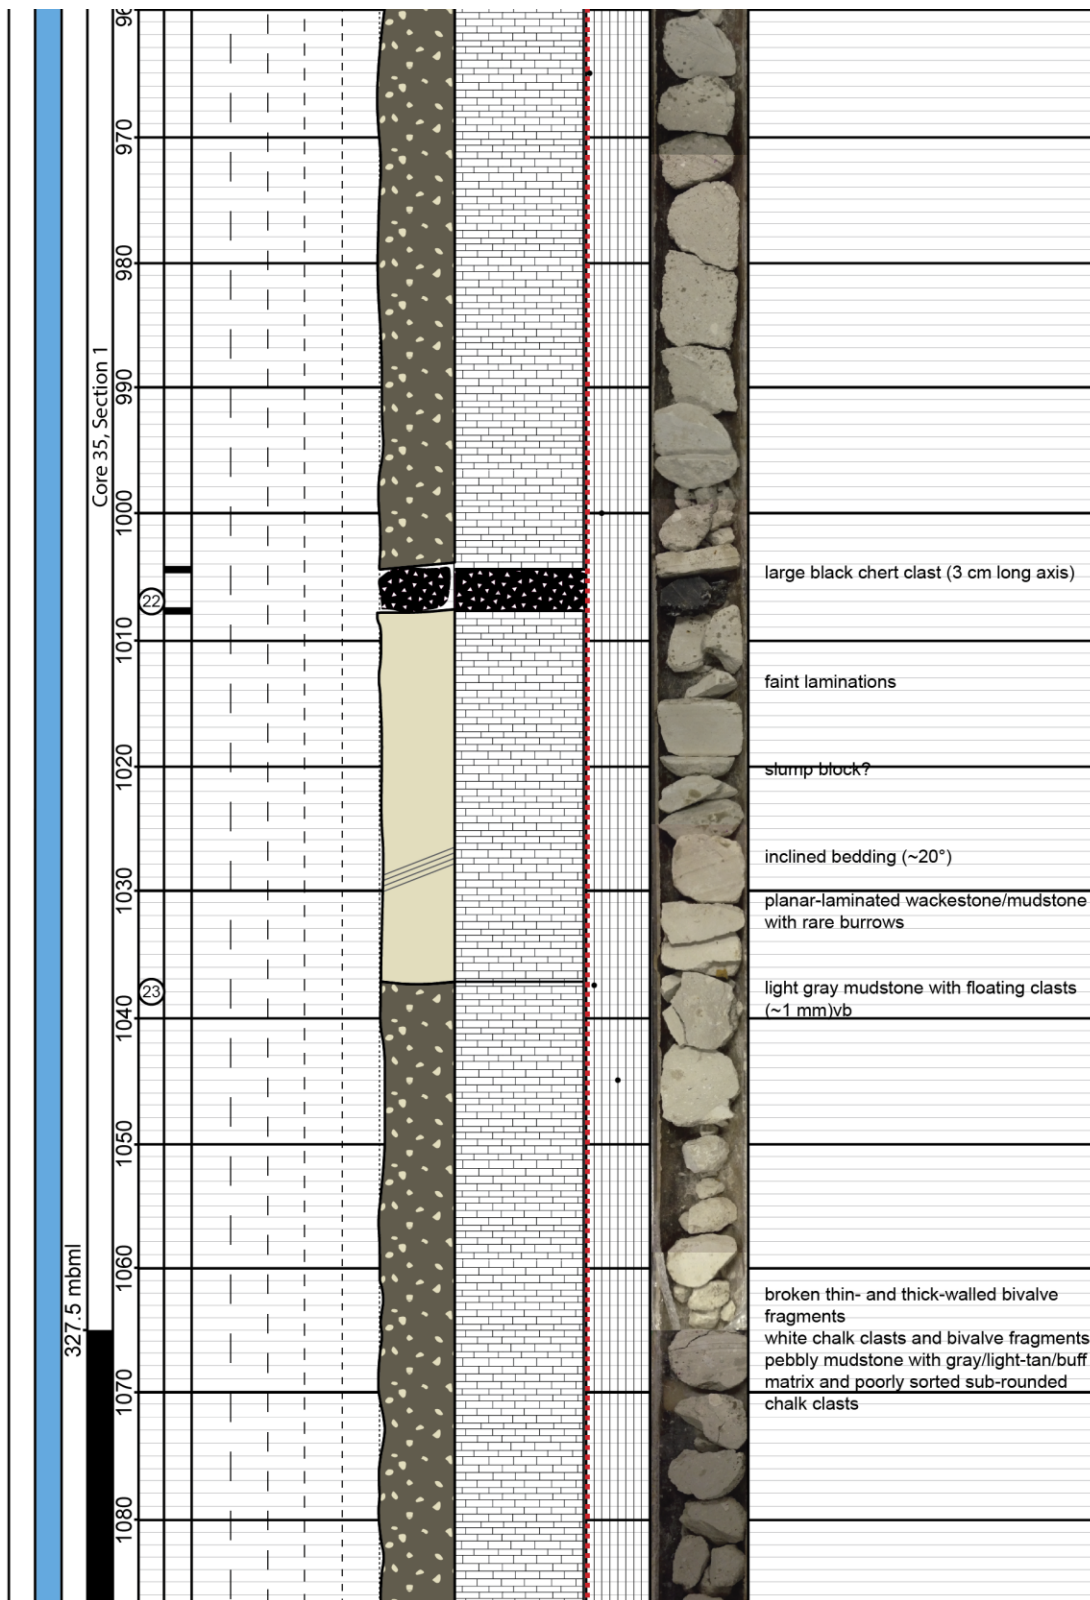 96
970
980
Core 35, Section 1
990
1000
large black chert clast (3 cm long axis)
22
1010
faint laminations
1020
slump block?
inclined bedding (~20°)
1030
planar-laminated wackestone/mudstone
with rare burrows
23
light gray mudstone with floating clasts
(~1 mm)vb
1040
1050
1060
327.5 mbml
broken thin- and thick-walled bivalve
fragments
white chalk clasts and bivalve fragments
pebbly mudstone with gray/light-tan/buff
matrix and poorly sorted sub-rounded
chalk clasts
1070
1080